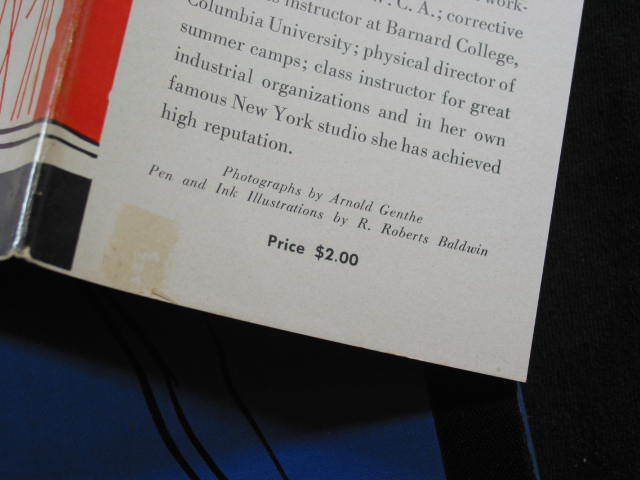 work-
. C. A.; corrective
instructor at Barnard College,
Columbia University; physical director of
summer camps; class instructor for great
industrial organizations and in her own
famous New York studio she has achieved
high reputation.
Photographs by Arnold Genthe
Pen and Ink Illustrations by R. Roberts Baldwin
Price $2.00